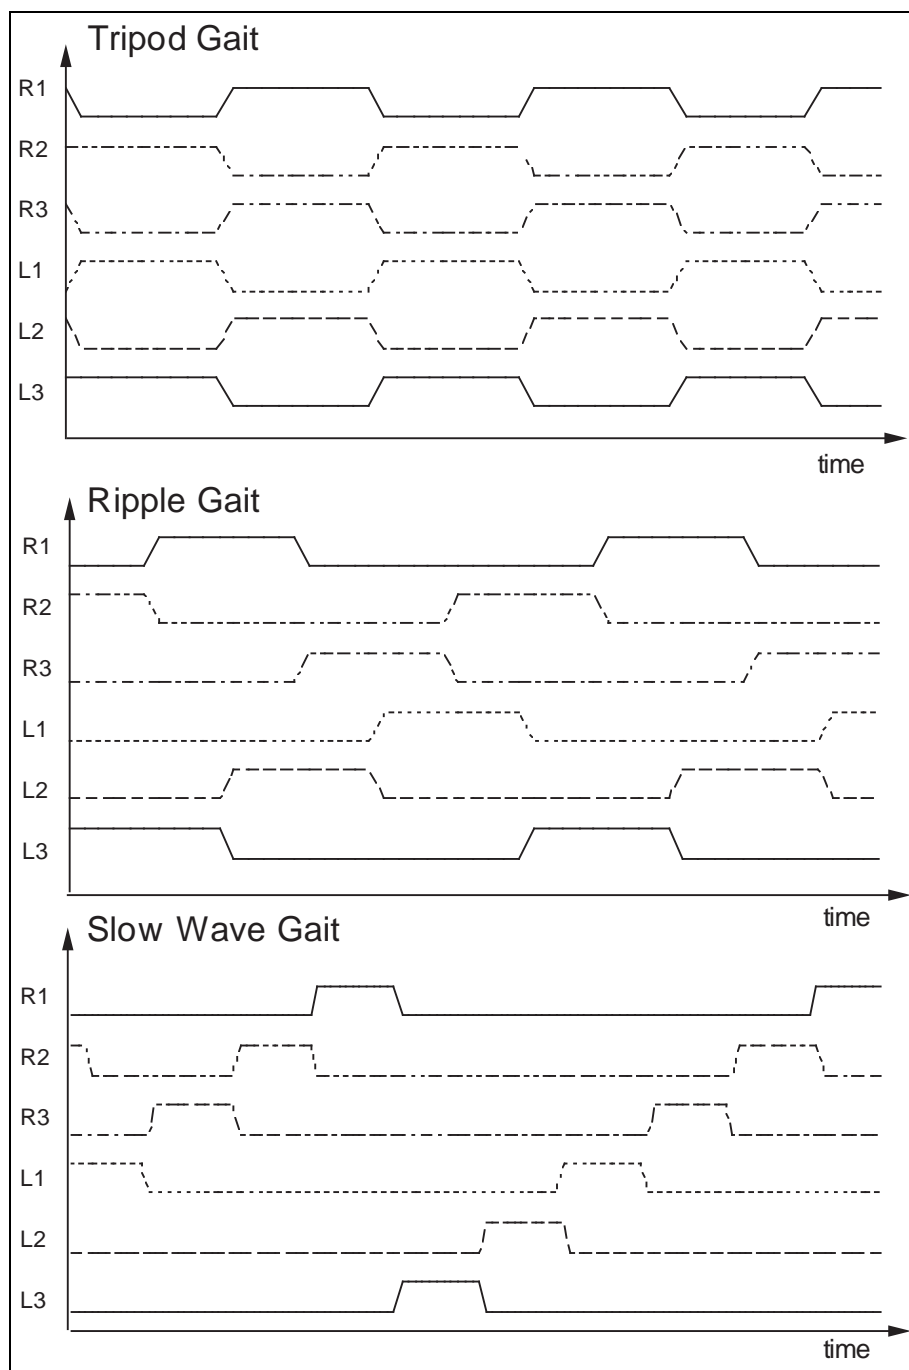 Tripod Gait
R1
R2
R3
L1
L2
L3
time
Ripple Gait
R1
R2
R3
L1
L2
L3
time
Slow Wave Gait
R1
R2
R3
L1
L2
L3
time